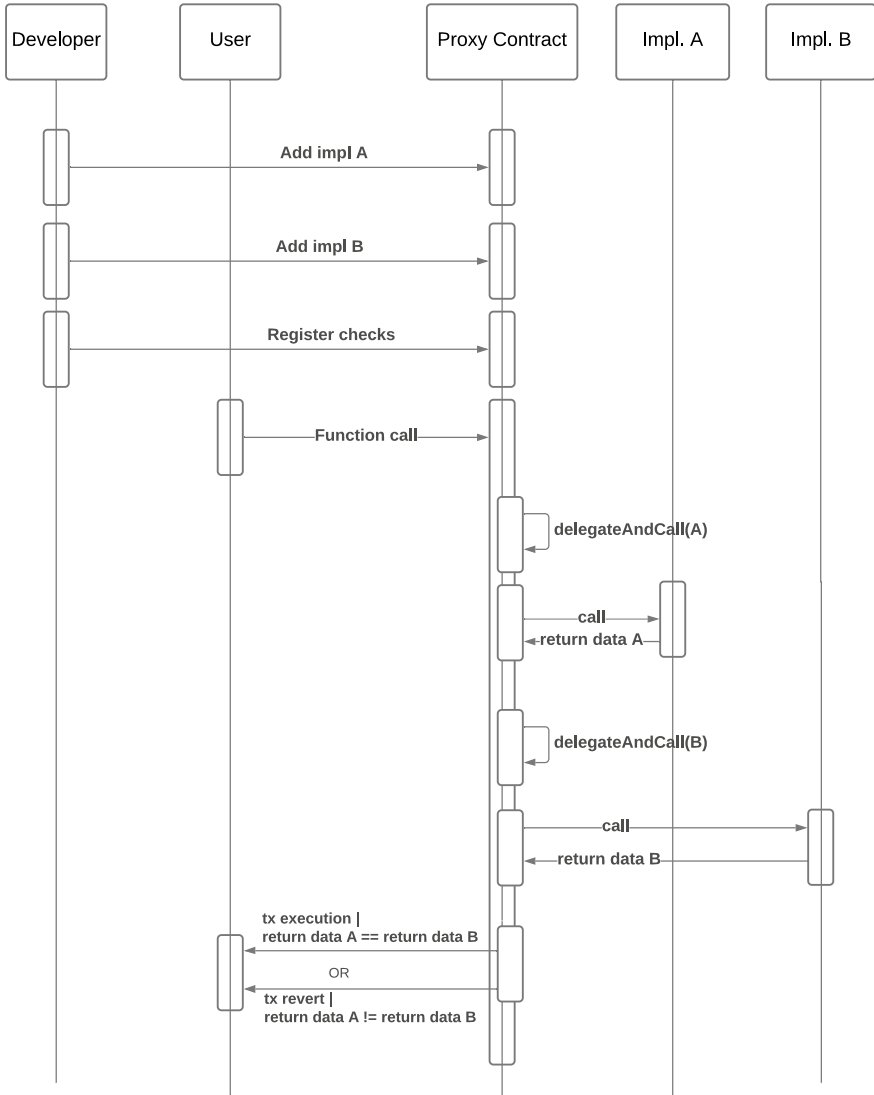 Developer
User
Proxy Contract
Impl. A
Impl. B
Add impl A
Add impl B
Register checks
Function call
delegateAndCall(A)
call
return data A
delegateAndCall(B)
call
return data B
tx execution |
return data A == return data B
OR
tx revert |
return data A != return data B